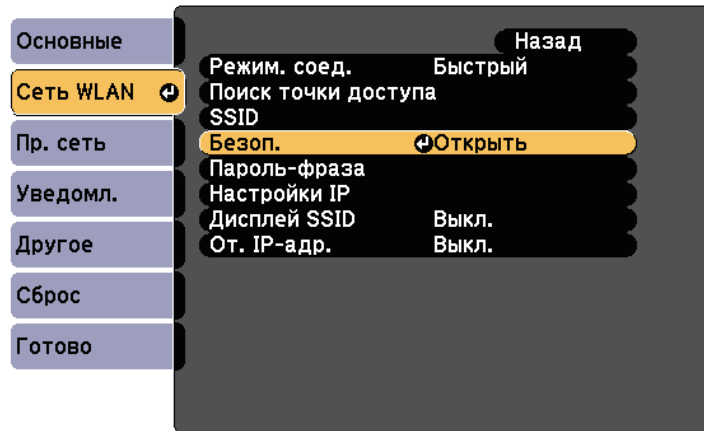 Основные
Сеть WLAN
Пр. сеть
Уведомл.
Другое
Сброс
Готово
Назад
Режим. соед. Быстрый
Поиск точки доступа
SSID
Безоп. Открыть
Пароль-фраза
Настройки IP
Дисплей SSID Выкл.
От. IP-адр. Выкл.